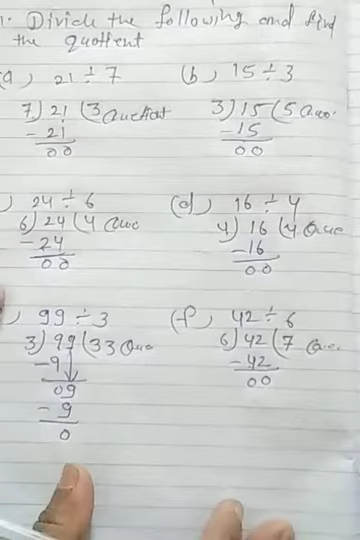 1. Divide the following and find
the quotient
(a) 21 ÷ 7
7) 21 (3 Quotient
- 21
00
(b) 15 ÷ 3
3) 15 (5 Quo.
- 15
00
) 24 ÷ 6
6) 24 (4 Quo
- 24
00
(d) 16 ÷ 4
4) 16 (4 Quo
- 16
00
) 99 ÷ 3
3) 99 (33 Quo
- 9
09
- 9
0
(f) 42 ÷ 6
6) 42 (7 Quo.
- 42
00